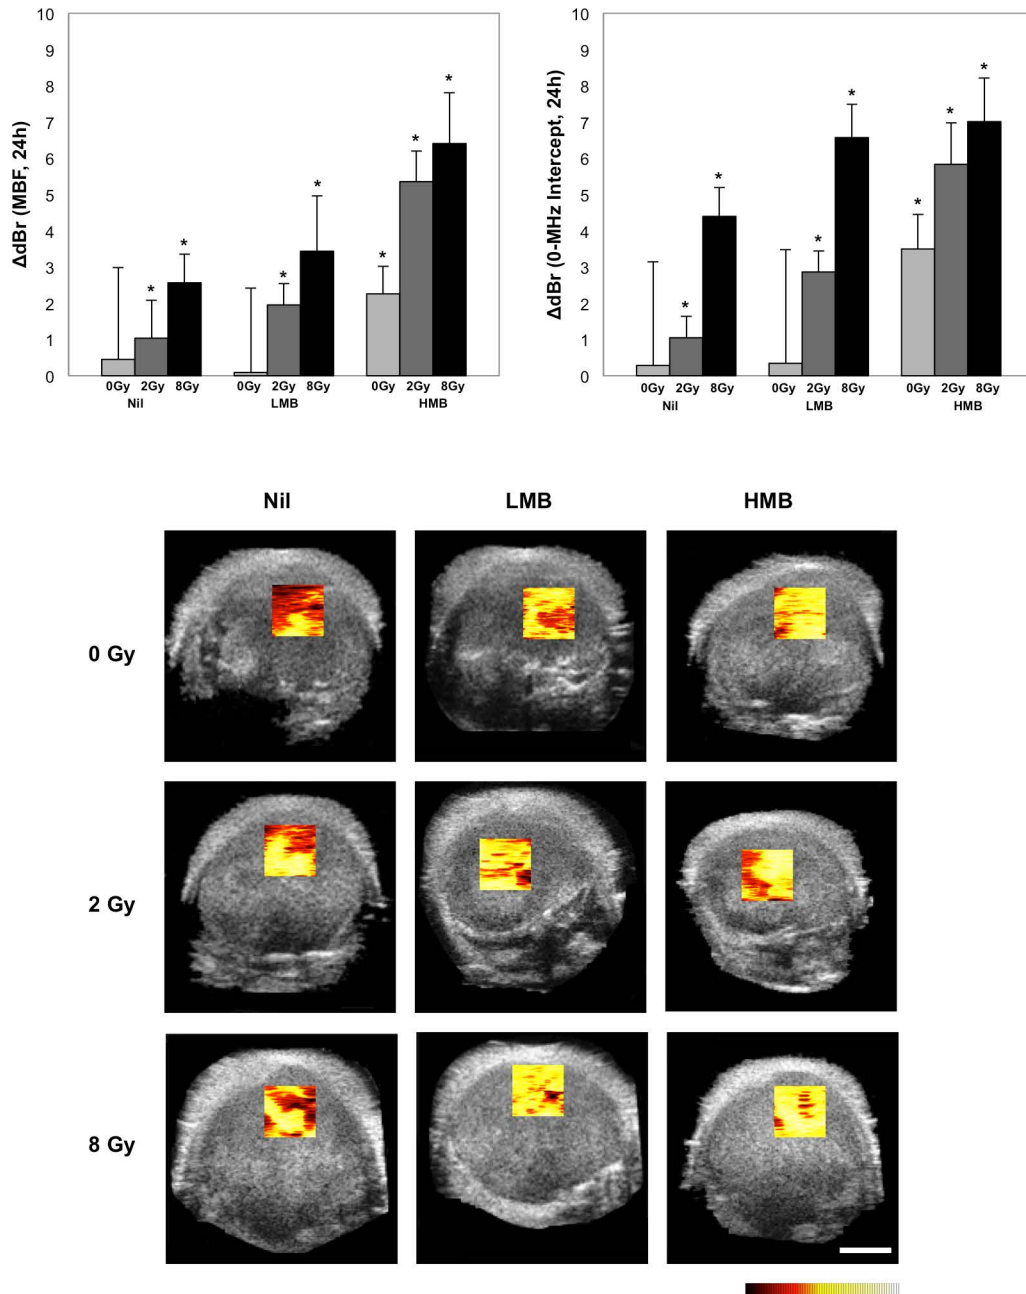 10
9
8
7
6
5
4
3
2
1
0
ΔdBr (MBF, 24h)
* * * * * * *
0Gy 2Gy 8Gy 0Gy 2Gy 8Gy 0Gy 2Gy 8Gy
Nil LMB HMB
10
9
8
7
6
5
4
3
2
1
0
ΔdBr (0-MHz Intercept, 24h)
* * * * * * *
0Gy 2Gy 8Gy 0Gy 2Gy 8Gy 0Gy 2Gy 8Gy
Nil LMB HMB
Nil LMB HMB
0 Gy
2 Gy
8 Gy